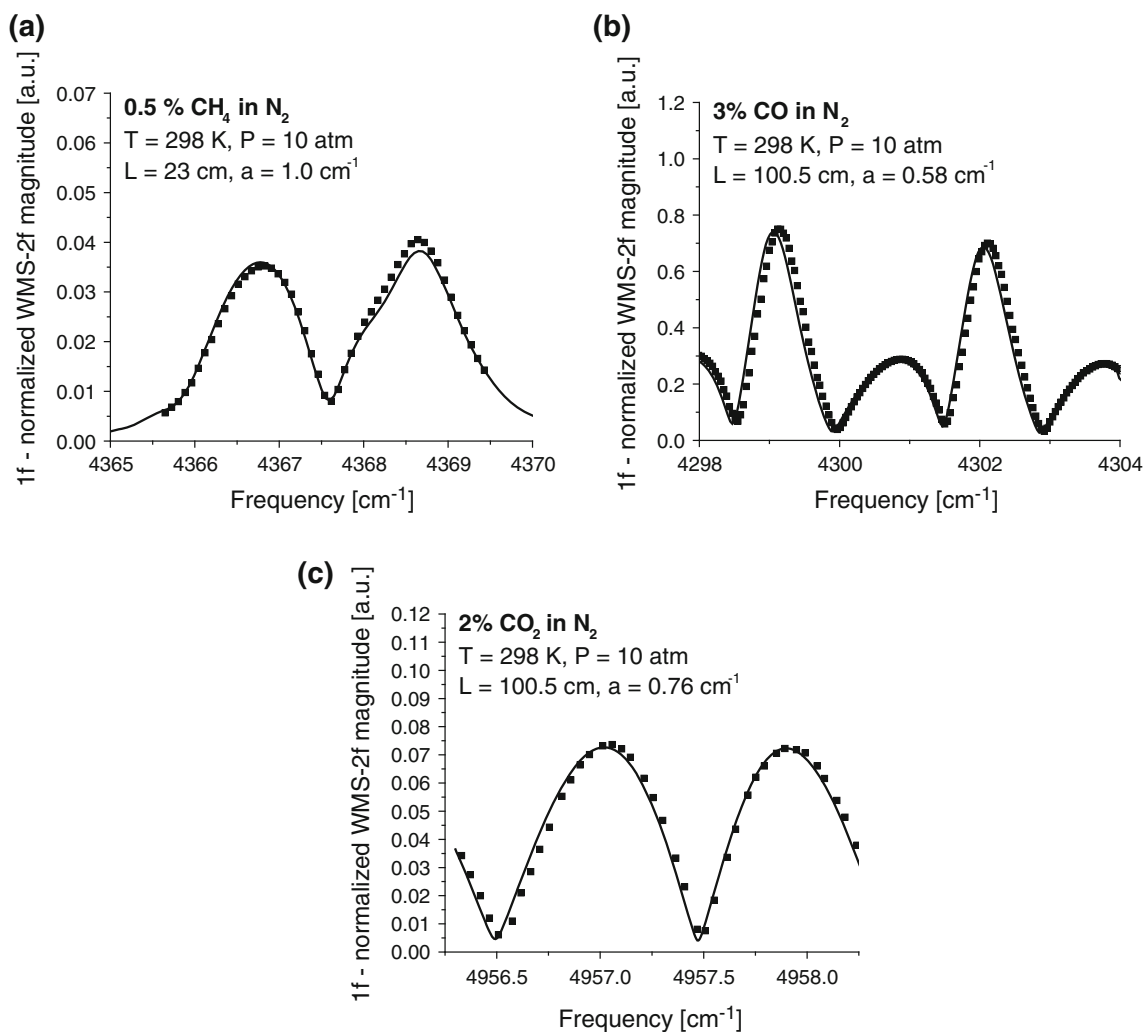 (a)
1f - normalized WMS-2f magnitude [a.u.]
0.07
0.06
0.05
0.04
0.03
0.02
0.01
0.00
0.5 % CH₄ in N₂
T = 298 K, P = 10 atm
L = 23 cm, a = 1.0 cm⁻¹
4365 4366 4367 4368 4369 4370
Frequency [cm⁻¹]
(b)
1f - normalized WMS-2f magnitude [a.u.]
1.2
1.0
0.8
0.6
0.4
0.2
0.0
3% CO in N₂
T = 298 K, P = 10 atm
L = 100.5 cm, a = 0.58 cm⁻¹
4298 4300 4302 4304
Frequency [cm⁻¹]
(c)
1f - normalized WMS-2f magnitude [a.u.]
0.12
0.11
0.10
0.09
0.08
0.07
0.06
0.05
0.04
0.03
0.02
0.01
0.00
2% CO₂ in N₂
T = 298 K, P = 10 atm
L = 100.5 cm, a = 0.76 cm⁻¹
4956.5 4957.0 4957.5 4958.0
Frequency [cm⁻¹]